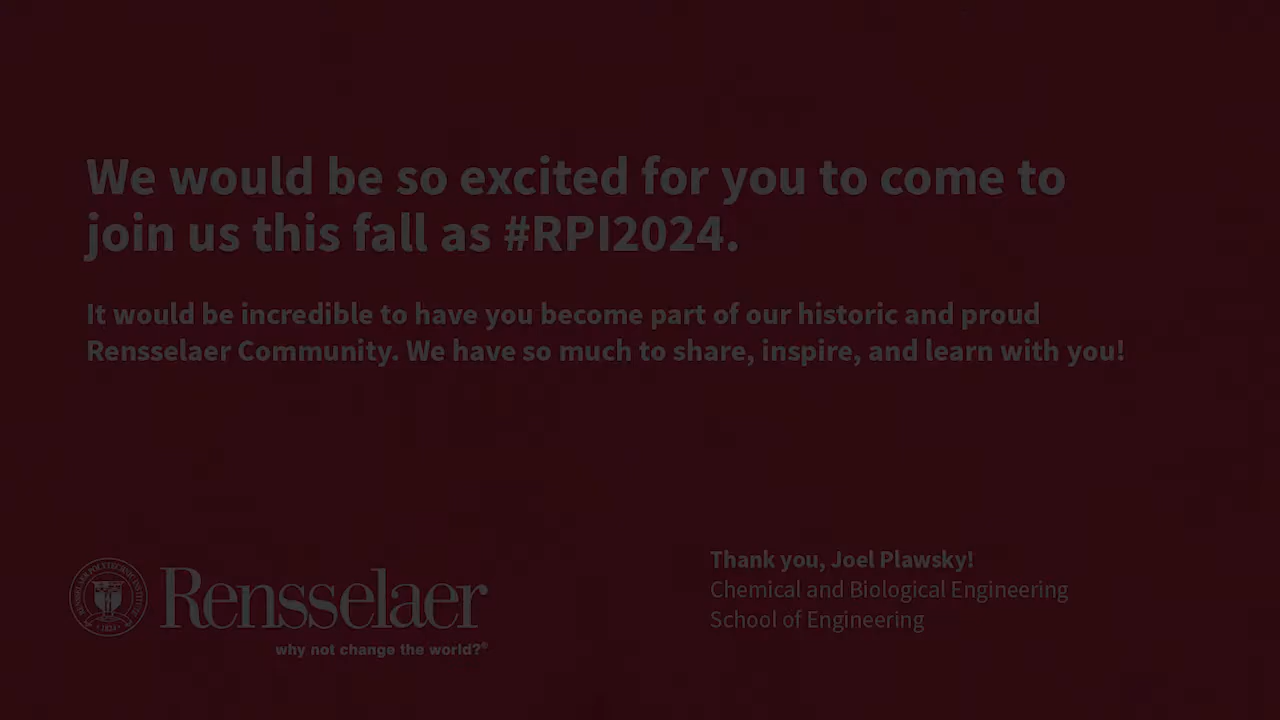 We would be so excited for you to come to
join us this fall as #RPI2024.
It would be incredible to have you become part of our historic and proud
Rensselaer Community. We have so much to share, inspire, and learn with you!
Thank you, Joel Plawsky!
Chemical and Biological Engineering
School of Engineering
RENSSELAER POLYTECHNIC INSTITUTE
Rensselaer
why not change the world?®